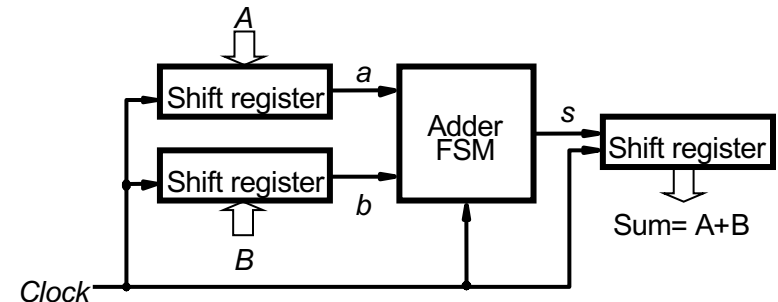 A
Shift register
a
Adder
FSM
s
Shift register
Shift register
b
B
Sum= A+B
Clock